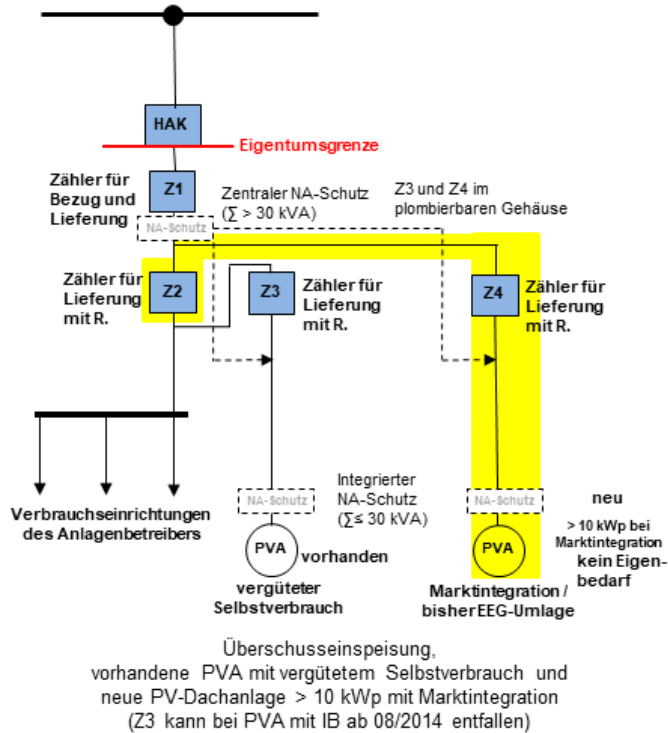 HAK
Eigentumsgrenze
Zähler für
Bezug und
Lieferung
Z1
NA-Schutz
Zentraler NA-Schutz
(∑ > 30 kVA)
Z3 und Z4 im
plombierbaren Gehäuse
Zähler für
Lieferung
mit R.
Z2
Z3
Zähler für
Lieferung
mit R.
Z4
Zähler für
Lieferung
mit R.
Verbrauchseinrichtungen
des Anlagenbetreibers
NA-Schutz
Integrierter
NA-Schutz
(∑≤ 30 kVA)
PVA
vorhanden
vergüteter
Selbstverbrauch
NA-Schutz
PVA
Marktintegration /
bisher EEG-Umlage
neu
> 10 kWp bei
Marktintegration
kein Eigen-
bedarf
Überschusseinspeisung,
vorhandene PVA mit vergütetem Selbstverbrauch und
neue PV-Dachanlage > 10 kWp mit Marktintegration
(Z3 kann bei PVA mit IB ab 08/2014 entfallen)